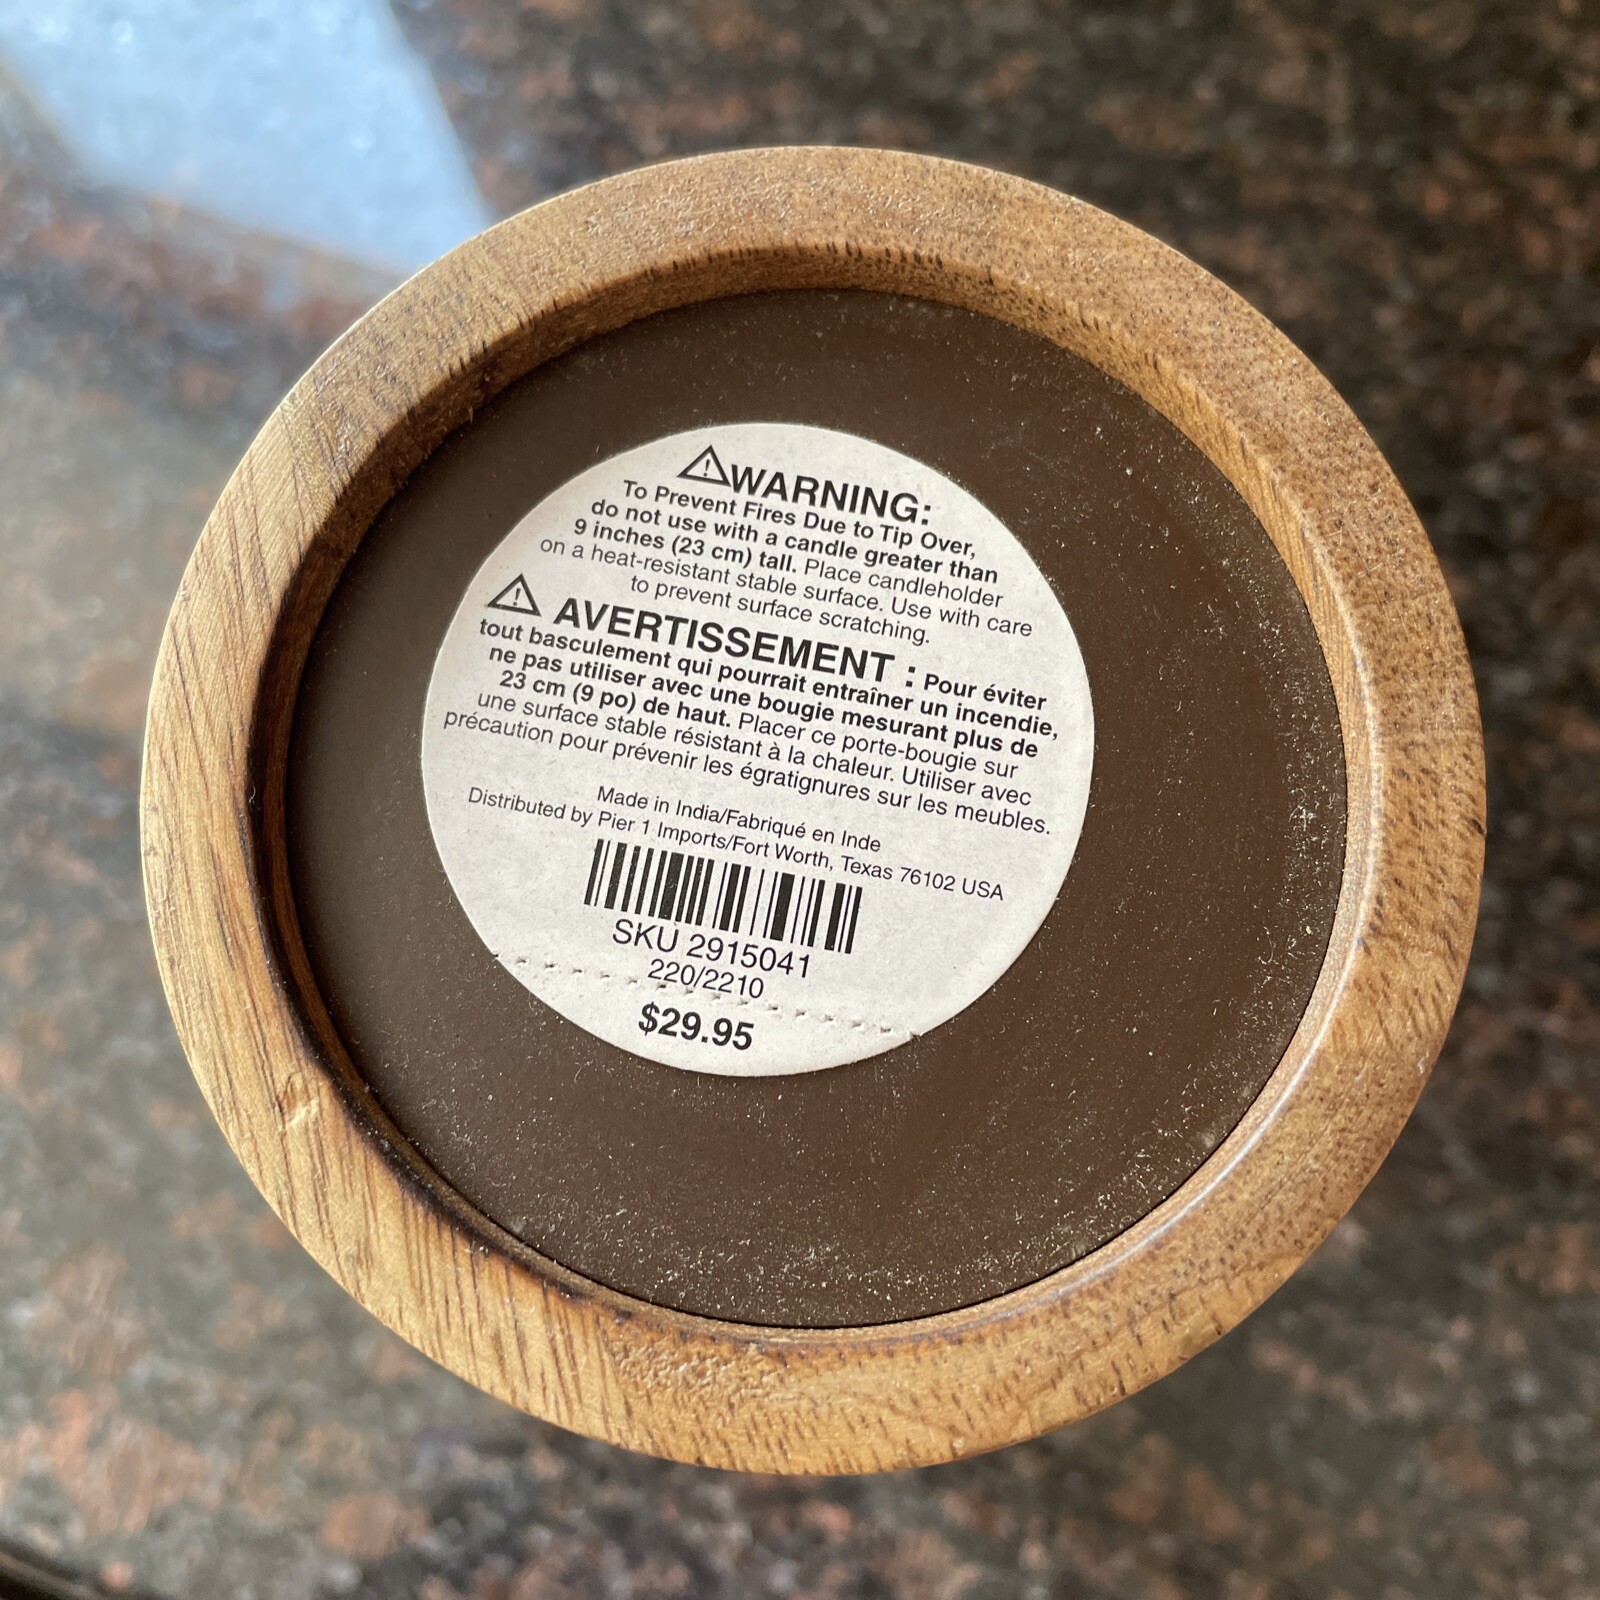 ⚠WARNING:
To Prevent Fires Due to Tip Over,
do not use with a candle greater than
9 inches (23 cm) tall. Place candleholder
on a heat-resistant stable surface. Use with care
to prevent surface scratching.
⚠ AVERTISSEMENT : Pour éviter
tout basculement qui pourrait entraîner un incendie,
ne pas utiliser avec une bougie mesurant plus de
23 cm (9 po) de haut. Placer ce porte-bougie sur
une surface stable résistant à la chaleur. Utiliser avec
précaution pour prévenir les égratignures sur les meubles.
Made in India/Fabriqué en Inde
Distributed by Pier 1 Imports/Fort Worth, Texas 76102 USA
SKU 2915041
220/2210
$29.95